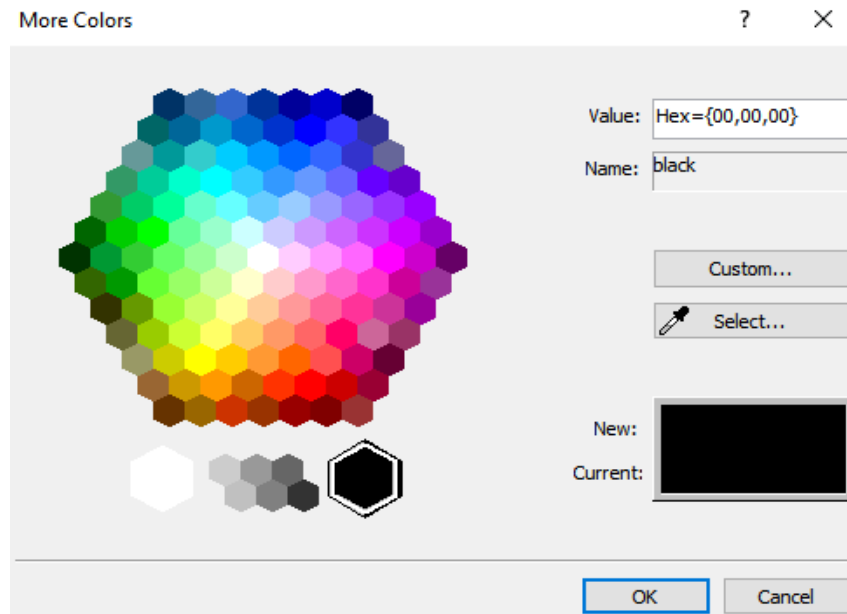 More Colors
?
Value: Hex={00,00,00}
Name: black
Custom...
Select...
New:
Current:
OK
Cancel